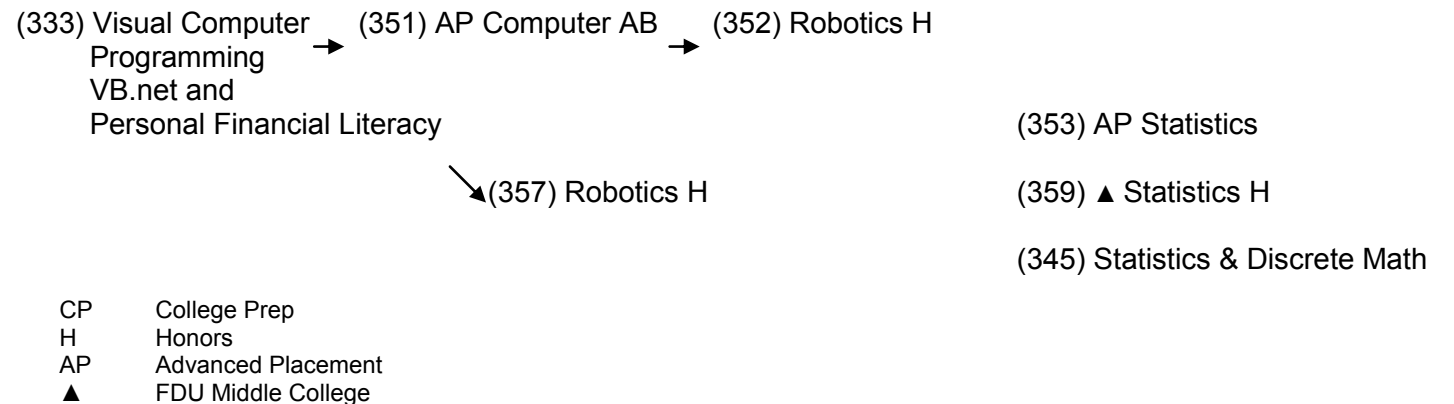 (333) Visual Computer → (351) AP Computer AB → (352) Robotics H
Programming
VB.net and
Personal Financial Literacy (353) AP Statistics
(357) Robotics H (359) ▲ Statistics H
(345) Statistics & Discrete Math
CP College Prep
H Honors
AP Advanced Placement
▲ FDU Middle College